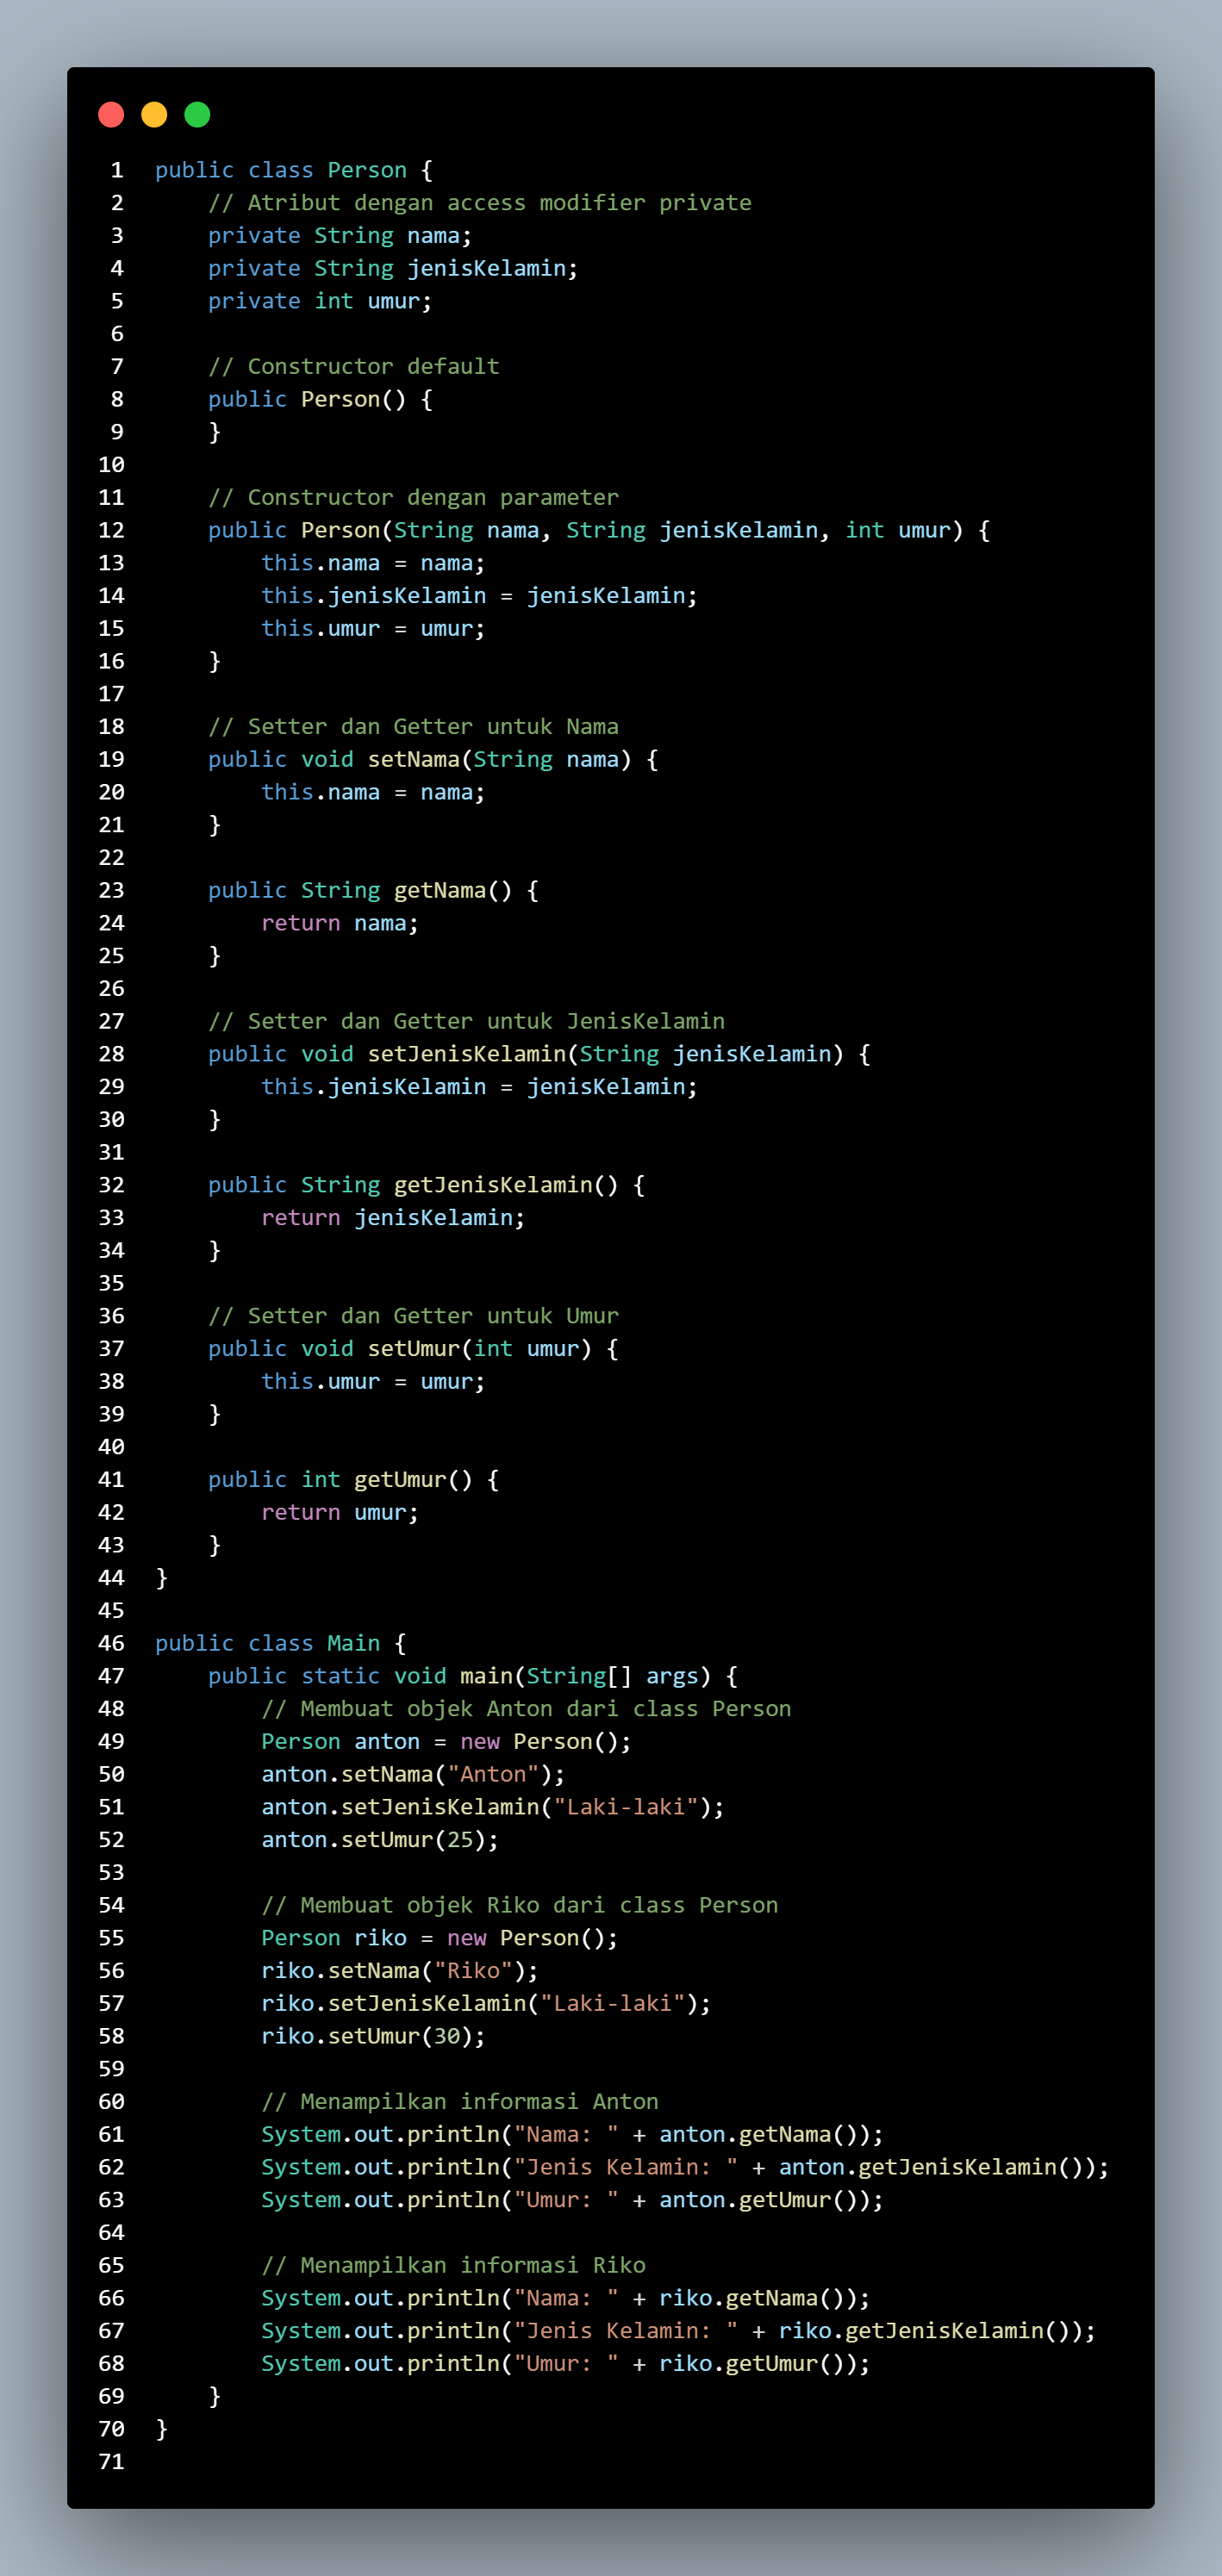 1 public class Person {
2     // Atribut dengan access modifier private
3     private String nama;
4     private String jenisKelamin;
5     private int umur;
6
7     // Constructor default
8     public Person() {
9     }
10
11     // Constructor dengan parameter
12     public Person(String nama, String jenisKelamin, int umur) {
13         this.nama = nama;
14         this.jenisKelamin = jenisKelamin;
15         this.umur = umur;
16     }
17
18     // Setter dan Getter untuk Nama
19     public void setNama(String nama) {
20         this.nama = nama;
21     }
22
23     public String getNama() {
24         return nama;
25     }
26
27     // Setter dan Getter untuk JenisKelamin
28     public void setJenisKelamin(String jenisKelamin) {
29         this.jenisKelamin = jenisKelamin;
30     }
31
32     public String getJenisKelamin() {
33         return jenisKelamin;
34     }
35
36     // Setter dan Getter untuk Umur
37     public void setUmur(int umur) {
38         this.umur = umur;
39     }
40
41     public int getUmur() {
42         return umur;
43     }
44 }
45
46 public class Main {
47     public static void main(String[] args) {
48         // Membuat objek Anton dari class Person
49         Person anton = new Person();
50         anton.setNama("Anton");
51         anton.setJenisKelamin("Laki-laki");
52         anton.setUmur(25);
53
54         // Membuat objek Riko dari class Person
55         Person riko = new Person();
56         riko.setNama("Riko");
57         riko.setJenisKelamin("Laki-laki");
58         riko.setUmur(30);
59
60         // Menampilkan informasi Anton
61         System.out.println("Nama: " + anton.getNama());
62         System.out.println("Jenis Kelamin: " + anton.getJenisKelamin());
63         System.out.println("Umur: " + anton.getUmur());
64
65         // Menampilkan informasi Riko
66         System.out.println("Nama: " + riko.getNama());
67         System.out.println("Jenis Kelamin: " + riko.getJenisKelamin());
68         System.out.println("Umur: " + riko.getUmur());
69     }
70 }
71